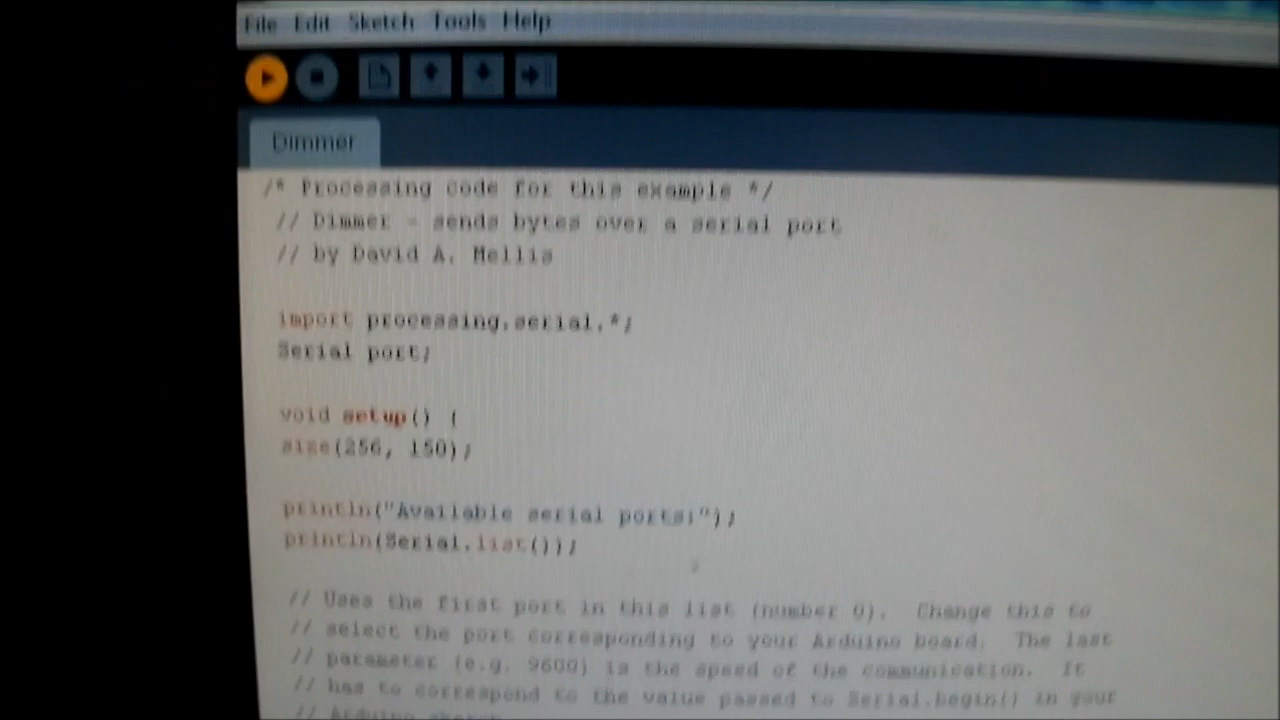 File Edit Sketch Tools Help
Dimmer
/* Processing code for this example */
// Dimmer - sends bytes over a serial port
// by David A. Mellis
import processing.serial.*;
Serial port;
void setup() {
size(256, 150);
println("Available serial ports:");
println(Serial.list());
// Uses the first port in this list (number 0).  Change this to
// select the port corresponding to your Arduino board.  The last
// parameter (e.g. 9600) is the speed of the communication.  It
// has to correspond to the value passed to Serial.begin() in your
// Arduino sketch